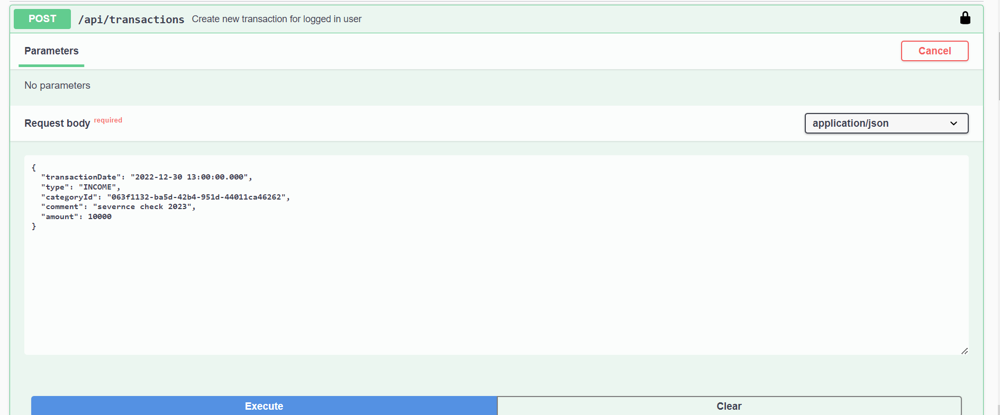 POST /api/transactions Create new transaction for logged in user
Parameters
Cancel
No parameters
Request body required
application/json
{
"transactionDate": "2022-12-30 13:00:00.000",
"type": "INCOME",
"categoryId": "063f1132-ba5d-42b4-951d-44011ca46262",
"comment": "severnce check 2023",
"amount": 10000
}
Execute
Clear